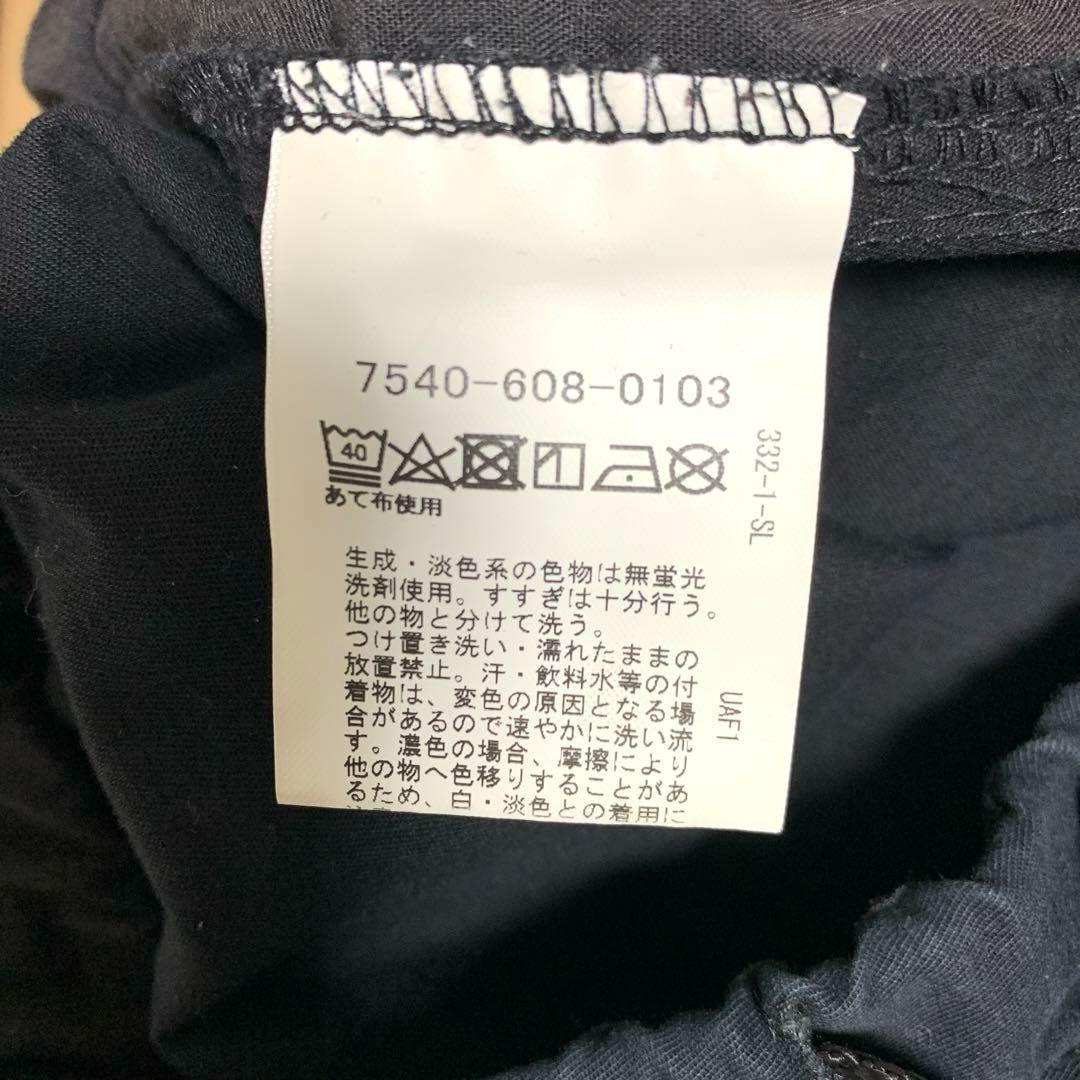 7540-608-0103
40
あて布使用
332-1-SL
生成・淡色系の色物は無蛍光
洗剤使用。すすぎは十分行う。
他の物と分けて洗う。
つけ置き洗い・濡れたままの
放置禁止。汗・飲料水等の付
着物は、変色の原因となる場
合があるので速やかに洗い流
す。濃色の場合、摩擦により
他の物へ色移りすることがあ
るため、白・淡色との着用に
UAF1